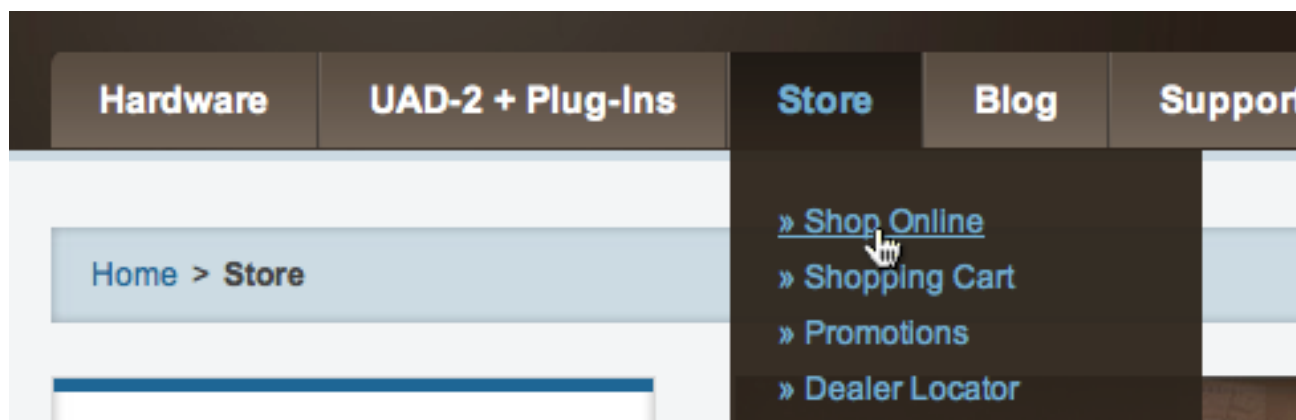 Hardware UAD-2 + Plug-Ins Store Blog Support
» Shop Online
Home > Store
» Shopping Cart
» Promotions
» Dealer Locator